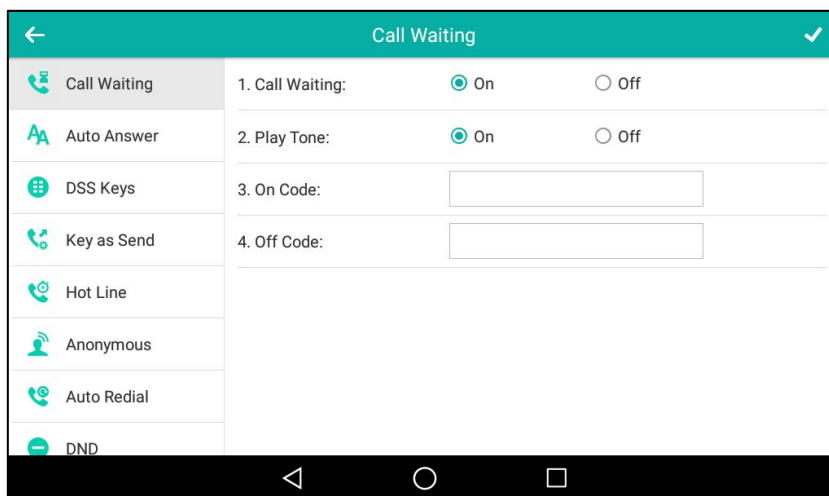 Call Waiting
Call Waiting
Auto Answer
DSS Keys
Key as Send
Hot Line
Anonymous
Auto Redial
DND
1. Call Waiting: On Off
2. Play Tone: On Off
3. On Code:
4. Off Code: